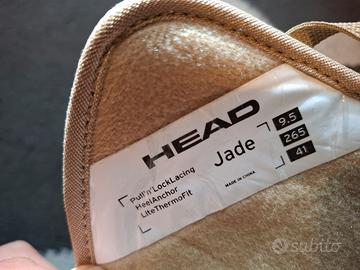 HEAD
Jade
9.5
265
41
Pull'n'LockLacing
HeelAnchor
LiteThermoFit
MADE IN CHINA
subito